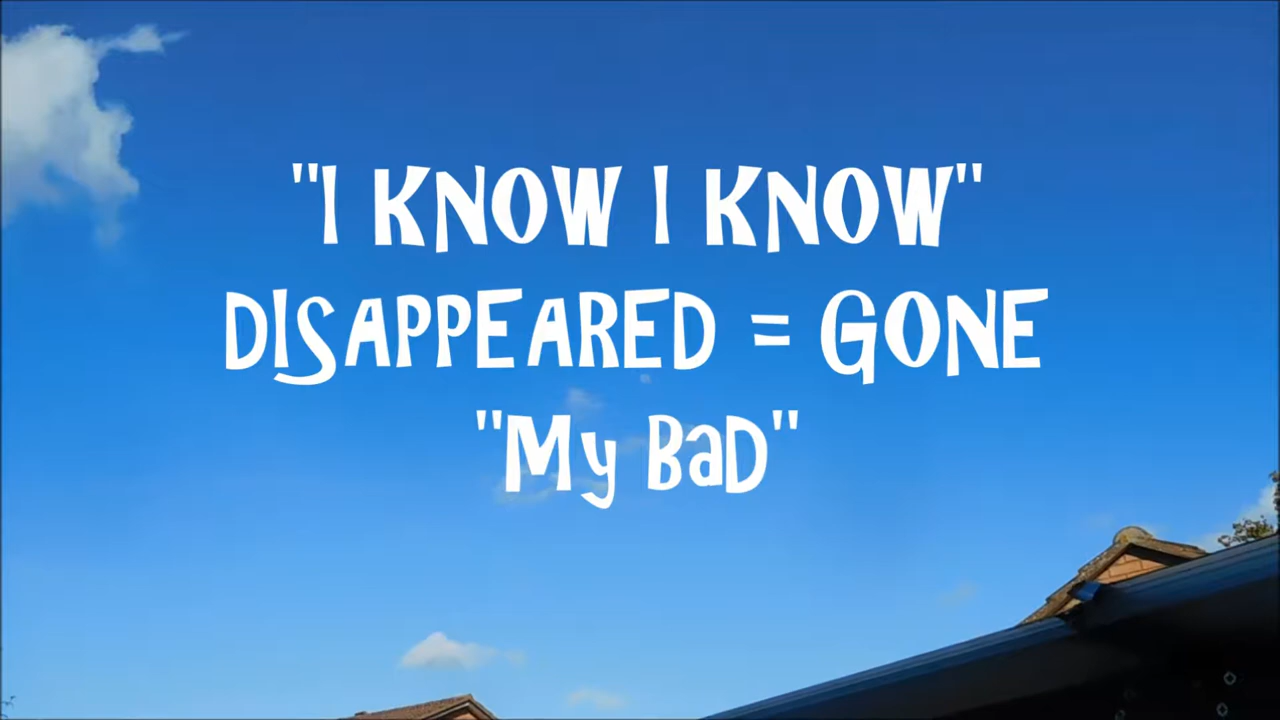 "I KNOW I KNOW"
DISAPPEARED = GONE
"My BaD"